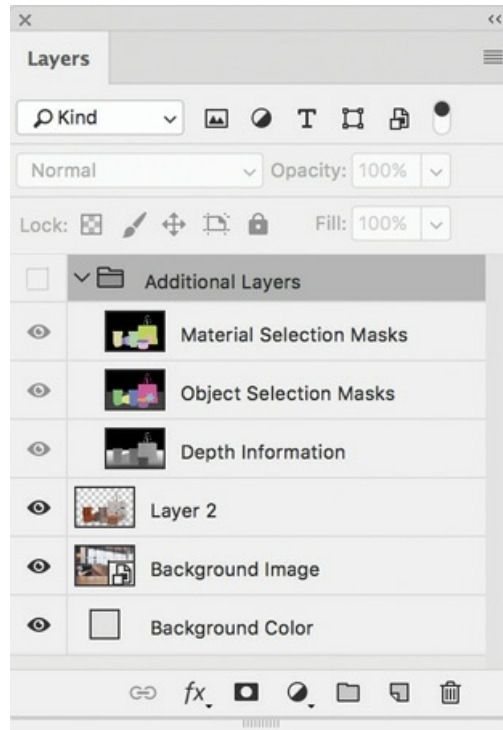 Layers
Kind
Normal Opacity: 100%
Lock: Fill: 100%
Additional Layers
Material Selection Masks
Object Selection Masks
Depth Information
Layer 2
Background Image
Background Color
fx